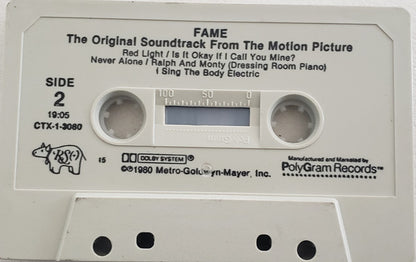 FAME
The Original Soundtrack From The Motion Picture
Red Light / Is It Okay If I Call You Mine?
Never Alone / Ralph And Monty (Dressing Room Piano)
I Sing The Body Electric
SIDE
2
19:05
CTX-1-3080
100 50 0
RSO
15
DOLBY SYSTEM®
©℗1980 Metro-Goldwyn-Mayer, Inc.
Manufactured and Marketed by
PolyGram Records™